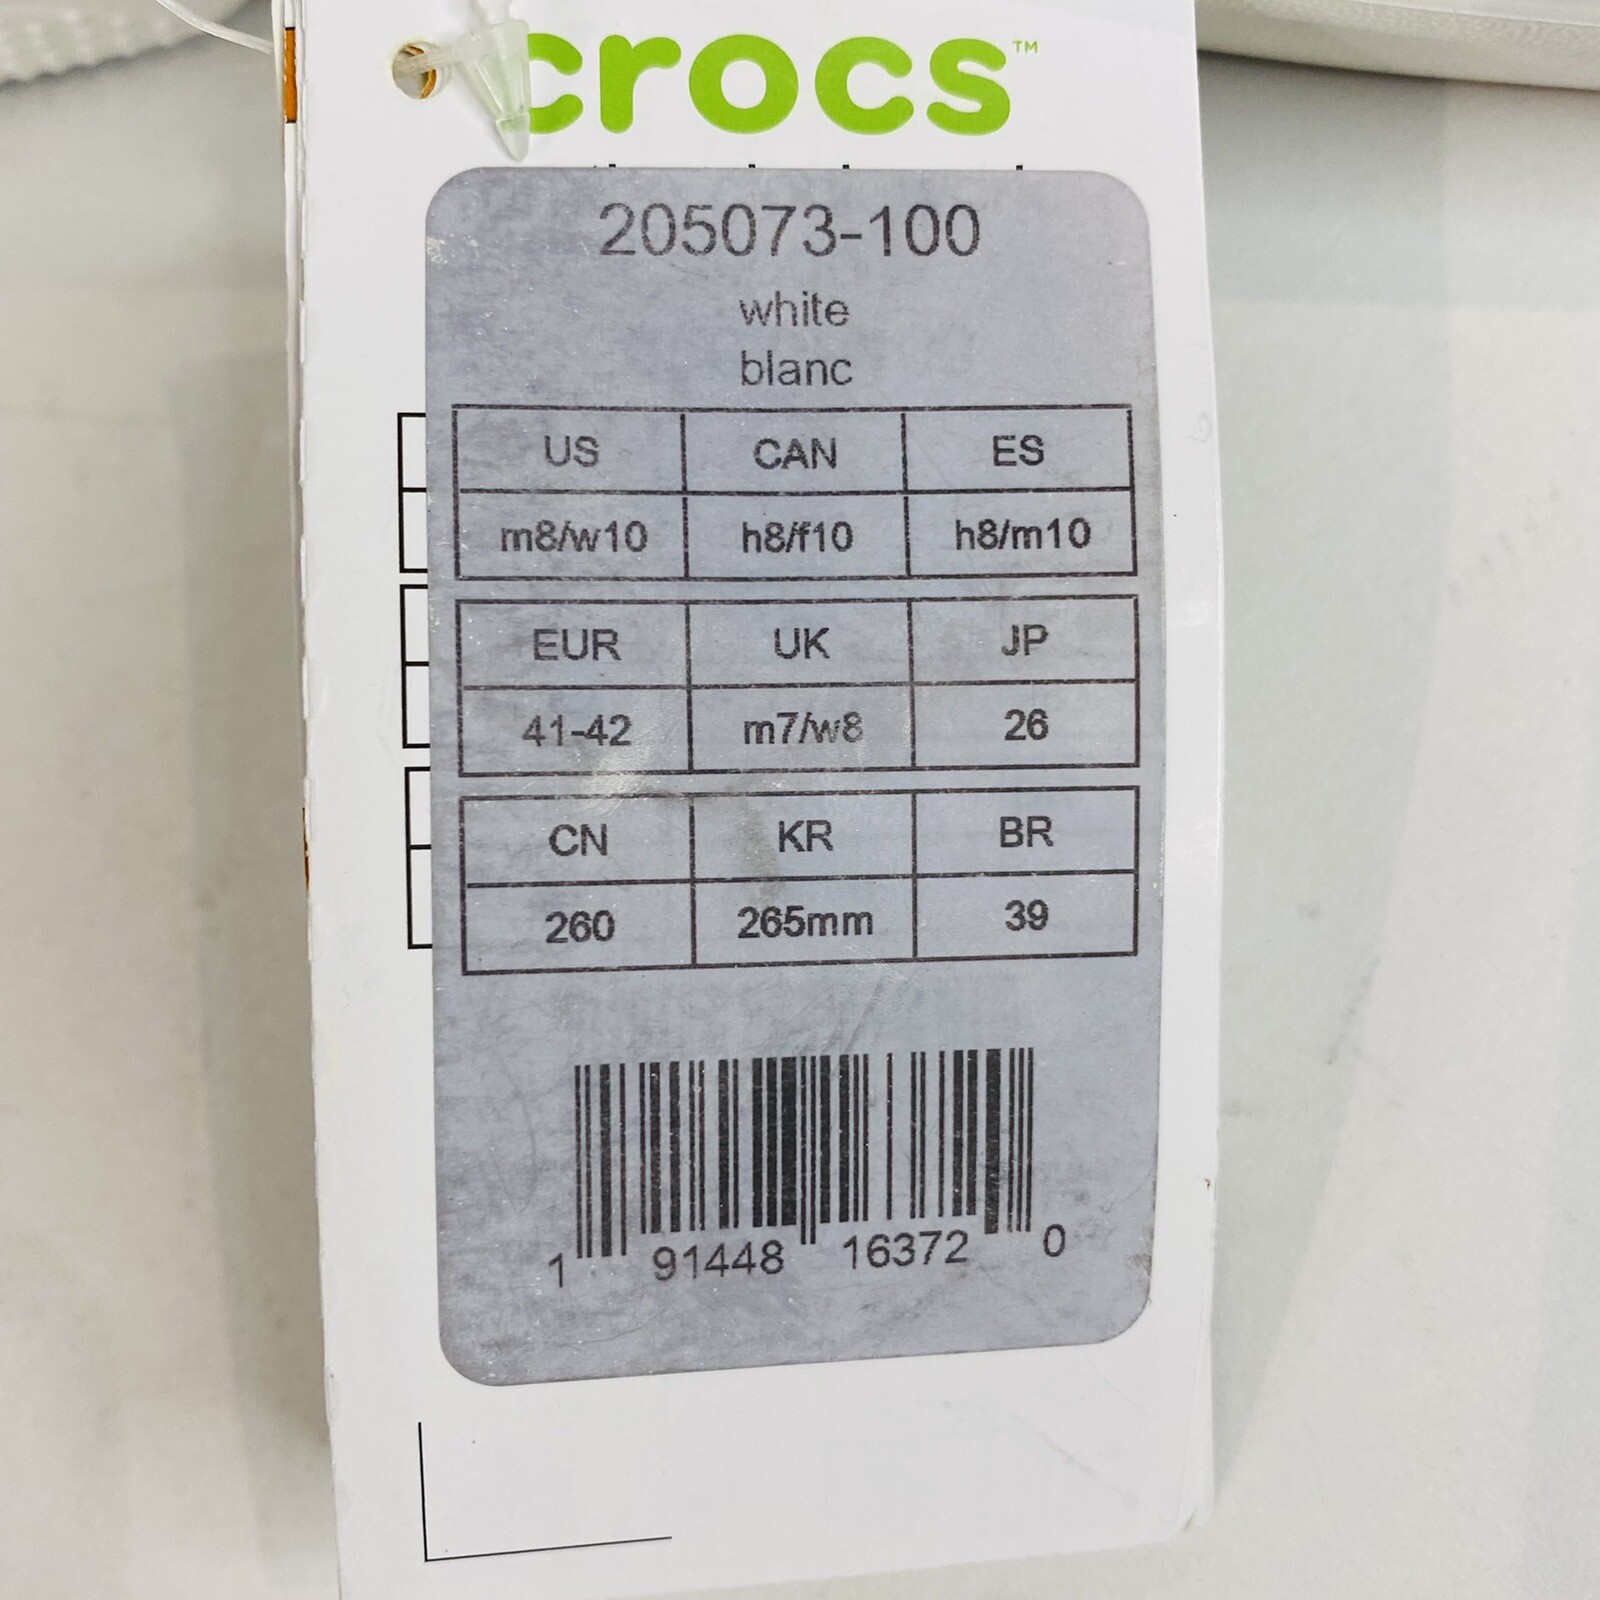 crocs™
205073-100
white
blanc
US CAN ES
m8/w10 h8/f10 h8/m10
EUR UK JP
41-42 m7/w8 26
CN KR BR
260 265mm 39
1 91448 16372 0